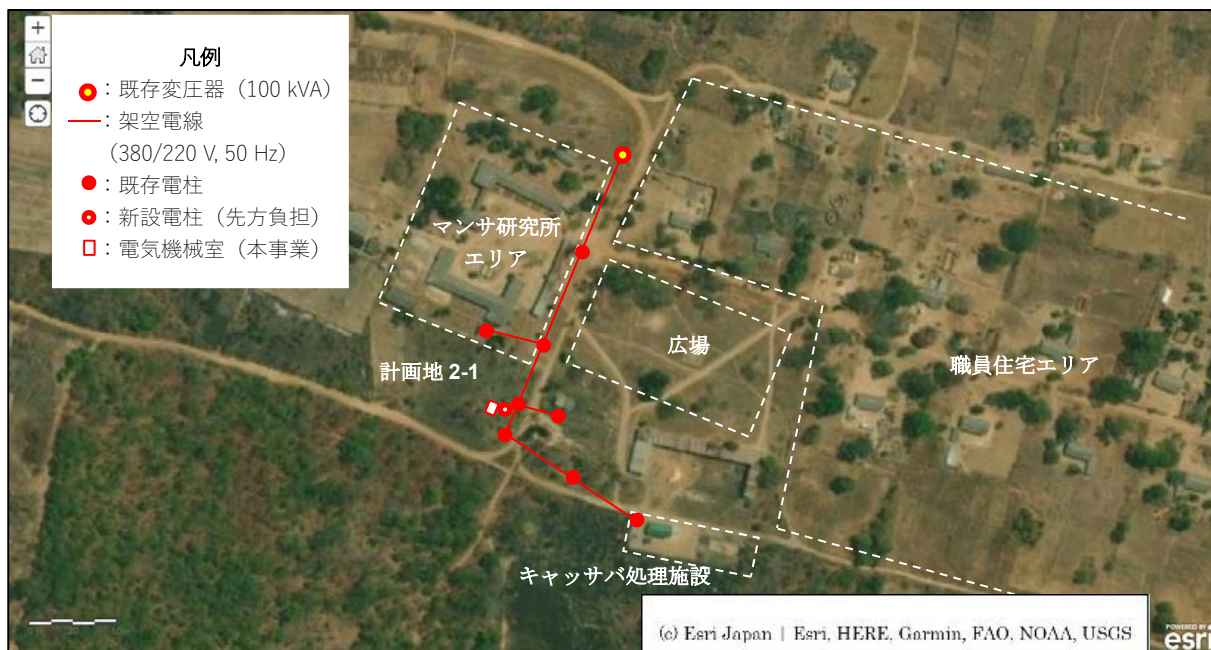 凡例
：既存変圧器（100 kVA）
：架空電線
（380/220 V, 50 Hz）
：既存電柱
：新設電柱（先方負担）
：電気機械室（本事業）
マンサ研究所
エリア
広場
職員住宅エリア
計画地 2-1
キャッサバ処理施設
(c) Esri Japan | Esri, HERE, Garmin, FAO, NOAA, USGS
POWERED BY
esri